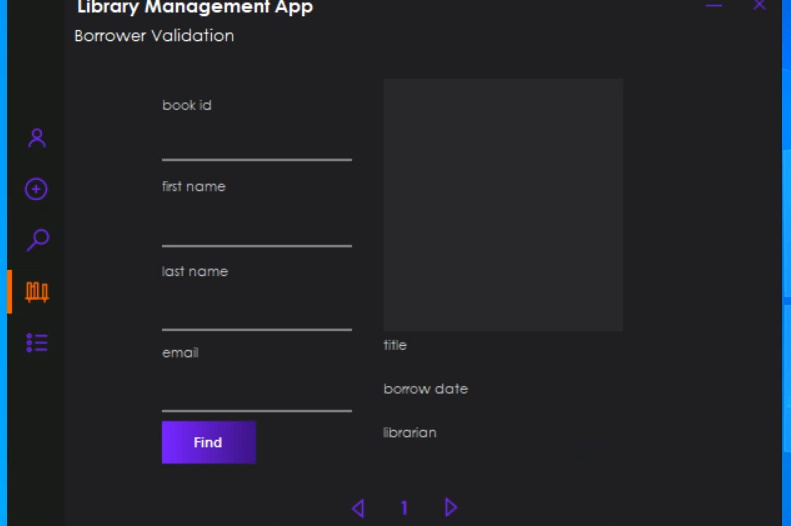 Library Management App
Borrower Validation
book id
first name
last name
email
Find
title
borrow date
librarian
1